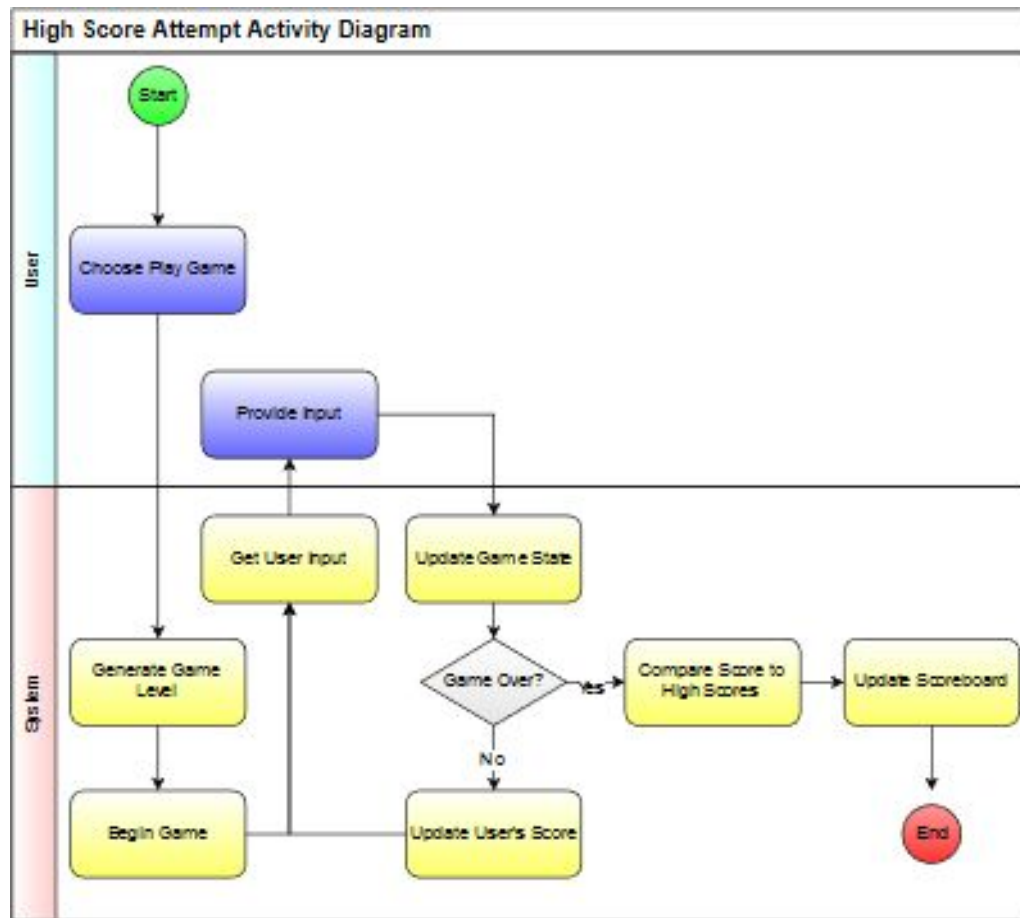 High Score Attempt Activity Diagram
User
Start
Choose Play Game
Provide Input
System
Get User Input
Update Game State
Generate Game
Level
Game Over?
Yes
Compare Score to
High Scores
Update Scoreboard
No
Begin Game
Update User's Score
End